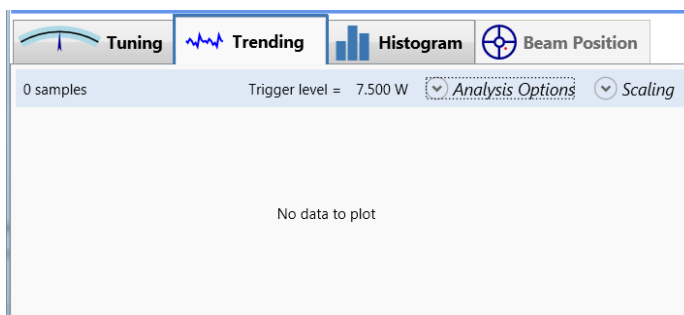 Tuning Trending Histogram Beam Position
0 samples Trigger level = 7.500 W Analysis Options Scaling
No data to plot